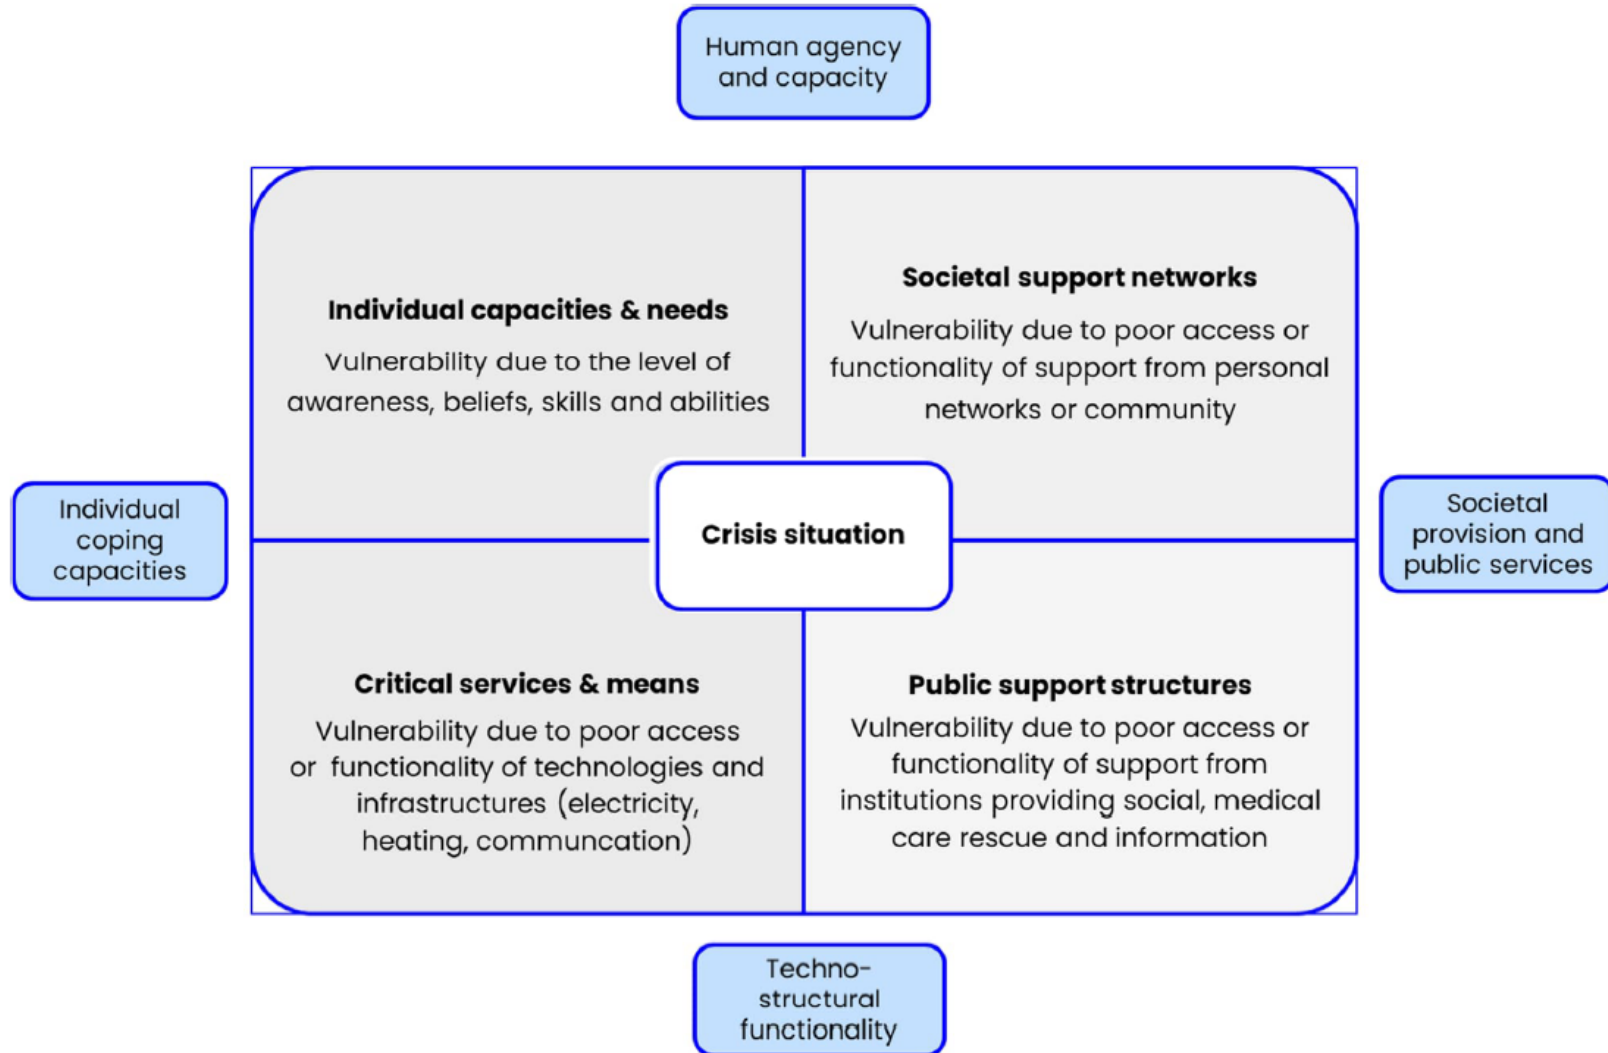 Human agency
and capacity
Individual capacities & needs
Vulnerability due to the level of
awareness, beliefs, skills and abilities
Societal support networks
Vulnerability due to poor access or
functionality of support from personal
networks or community
Individual
coping
capacities
Crisis situation
Societal
provision and
public services
Critical services & means
Vulnerability due to poor access
or functionality of technologies and
infrastructures (electricity,
heating, communcation)
Public support structures
Vulnerability due to poor access or
functionality of support from
institutions providing social, medical
care rescue and information
Techno-
structural
functionality